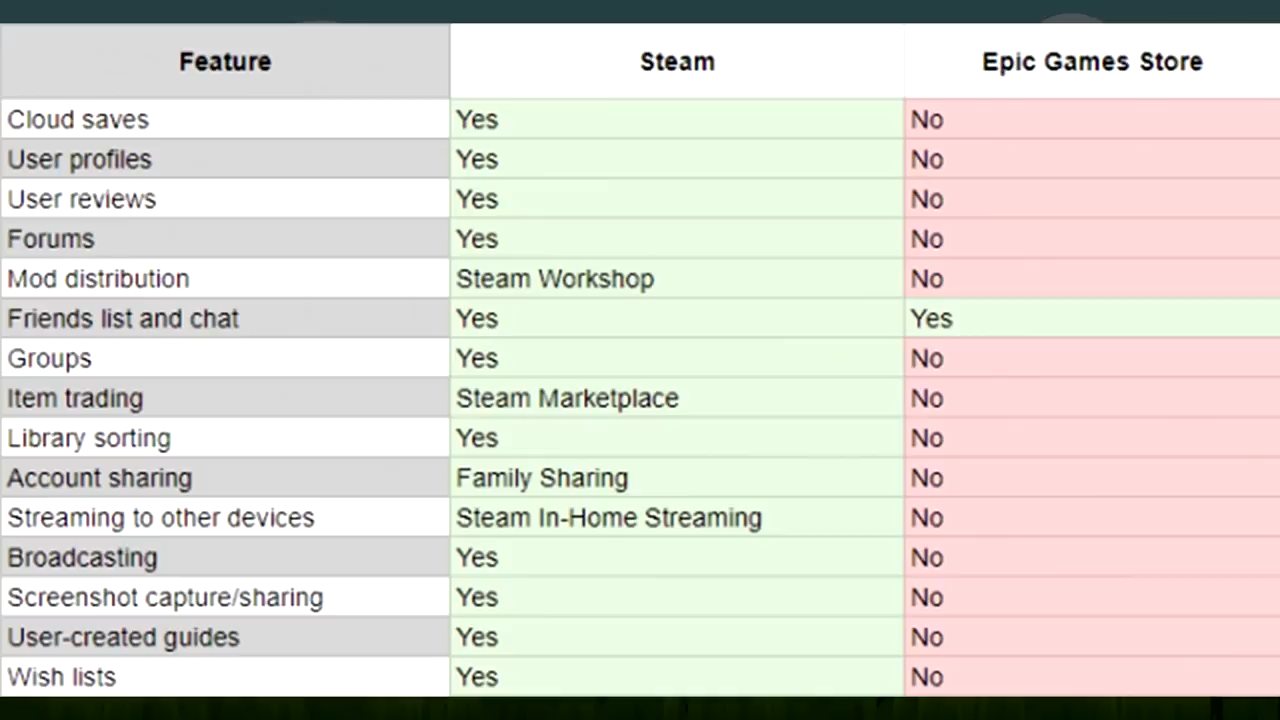 Feature Steam Epic Games Store
Cloud saves Yes No
User profiles Yes No
User reviews Yes No
Forums Yes No
Mod distribution Steam Workshop No
Friends list and chat Yes Yes
Groups Yes No
Item trading Steam Marketplace No
Library sorting Yes No
Account sharing Family Sharing No
Streaming to other devices Steam In-Home Streaming No
Broadcasting Yes No
Screenshot capture/sharing Yes No
User-created guides Yes No
Wish lists Yes No